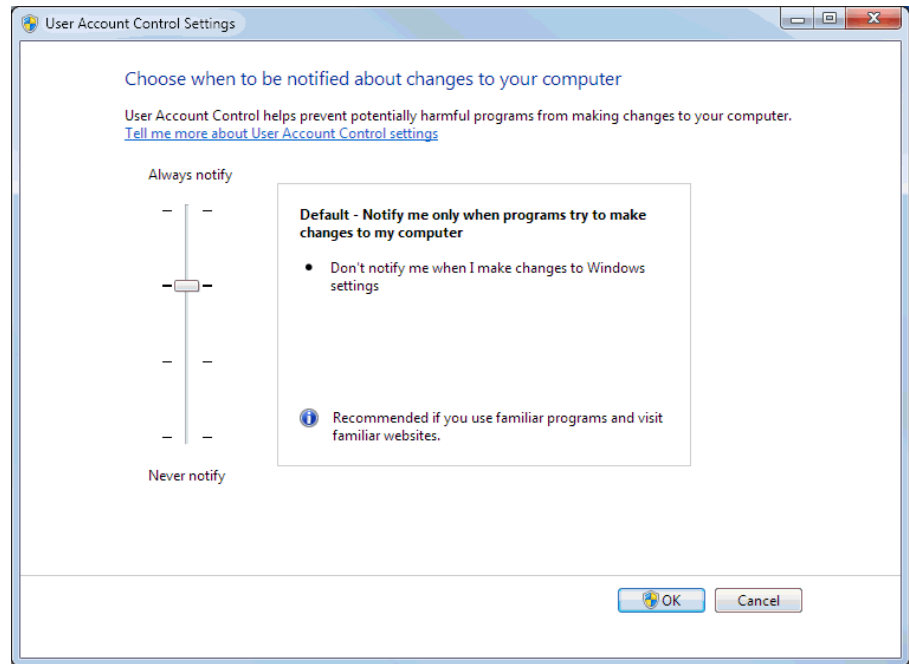 User Account Control Settings
Choose when to be notified about changes to your computer
User Account Control helps prevent potentially harmful programs from making changes to your computer.
Tell me more about User Account Control settings
Always notify
Default - Notify me only when programs try to make
changes to my computer
• Don't notify me when I make changes to Windows
settings
Recommended if you use familiar programs and visit
familiar websites.
Never notify
OK
Cancel